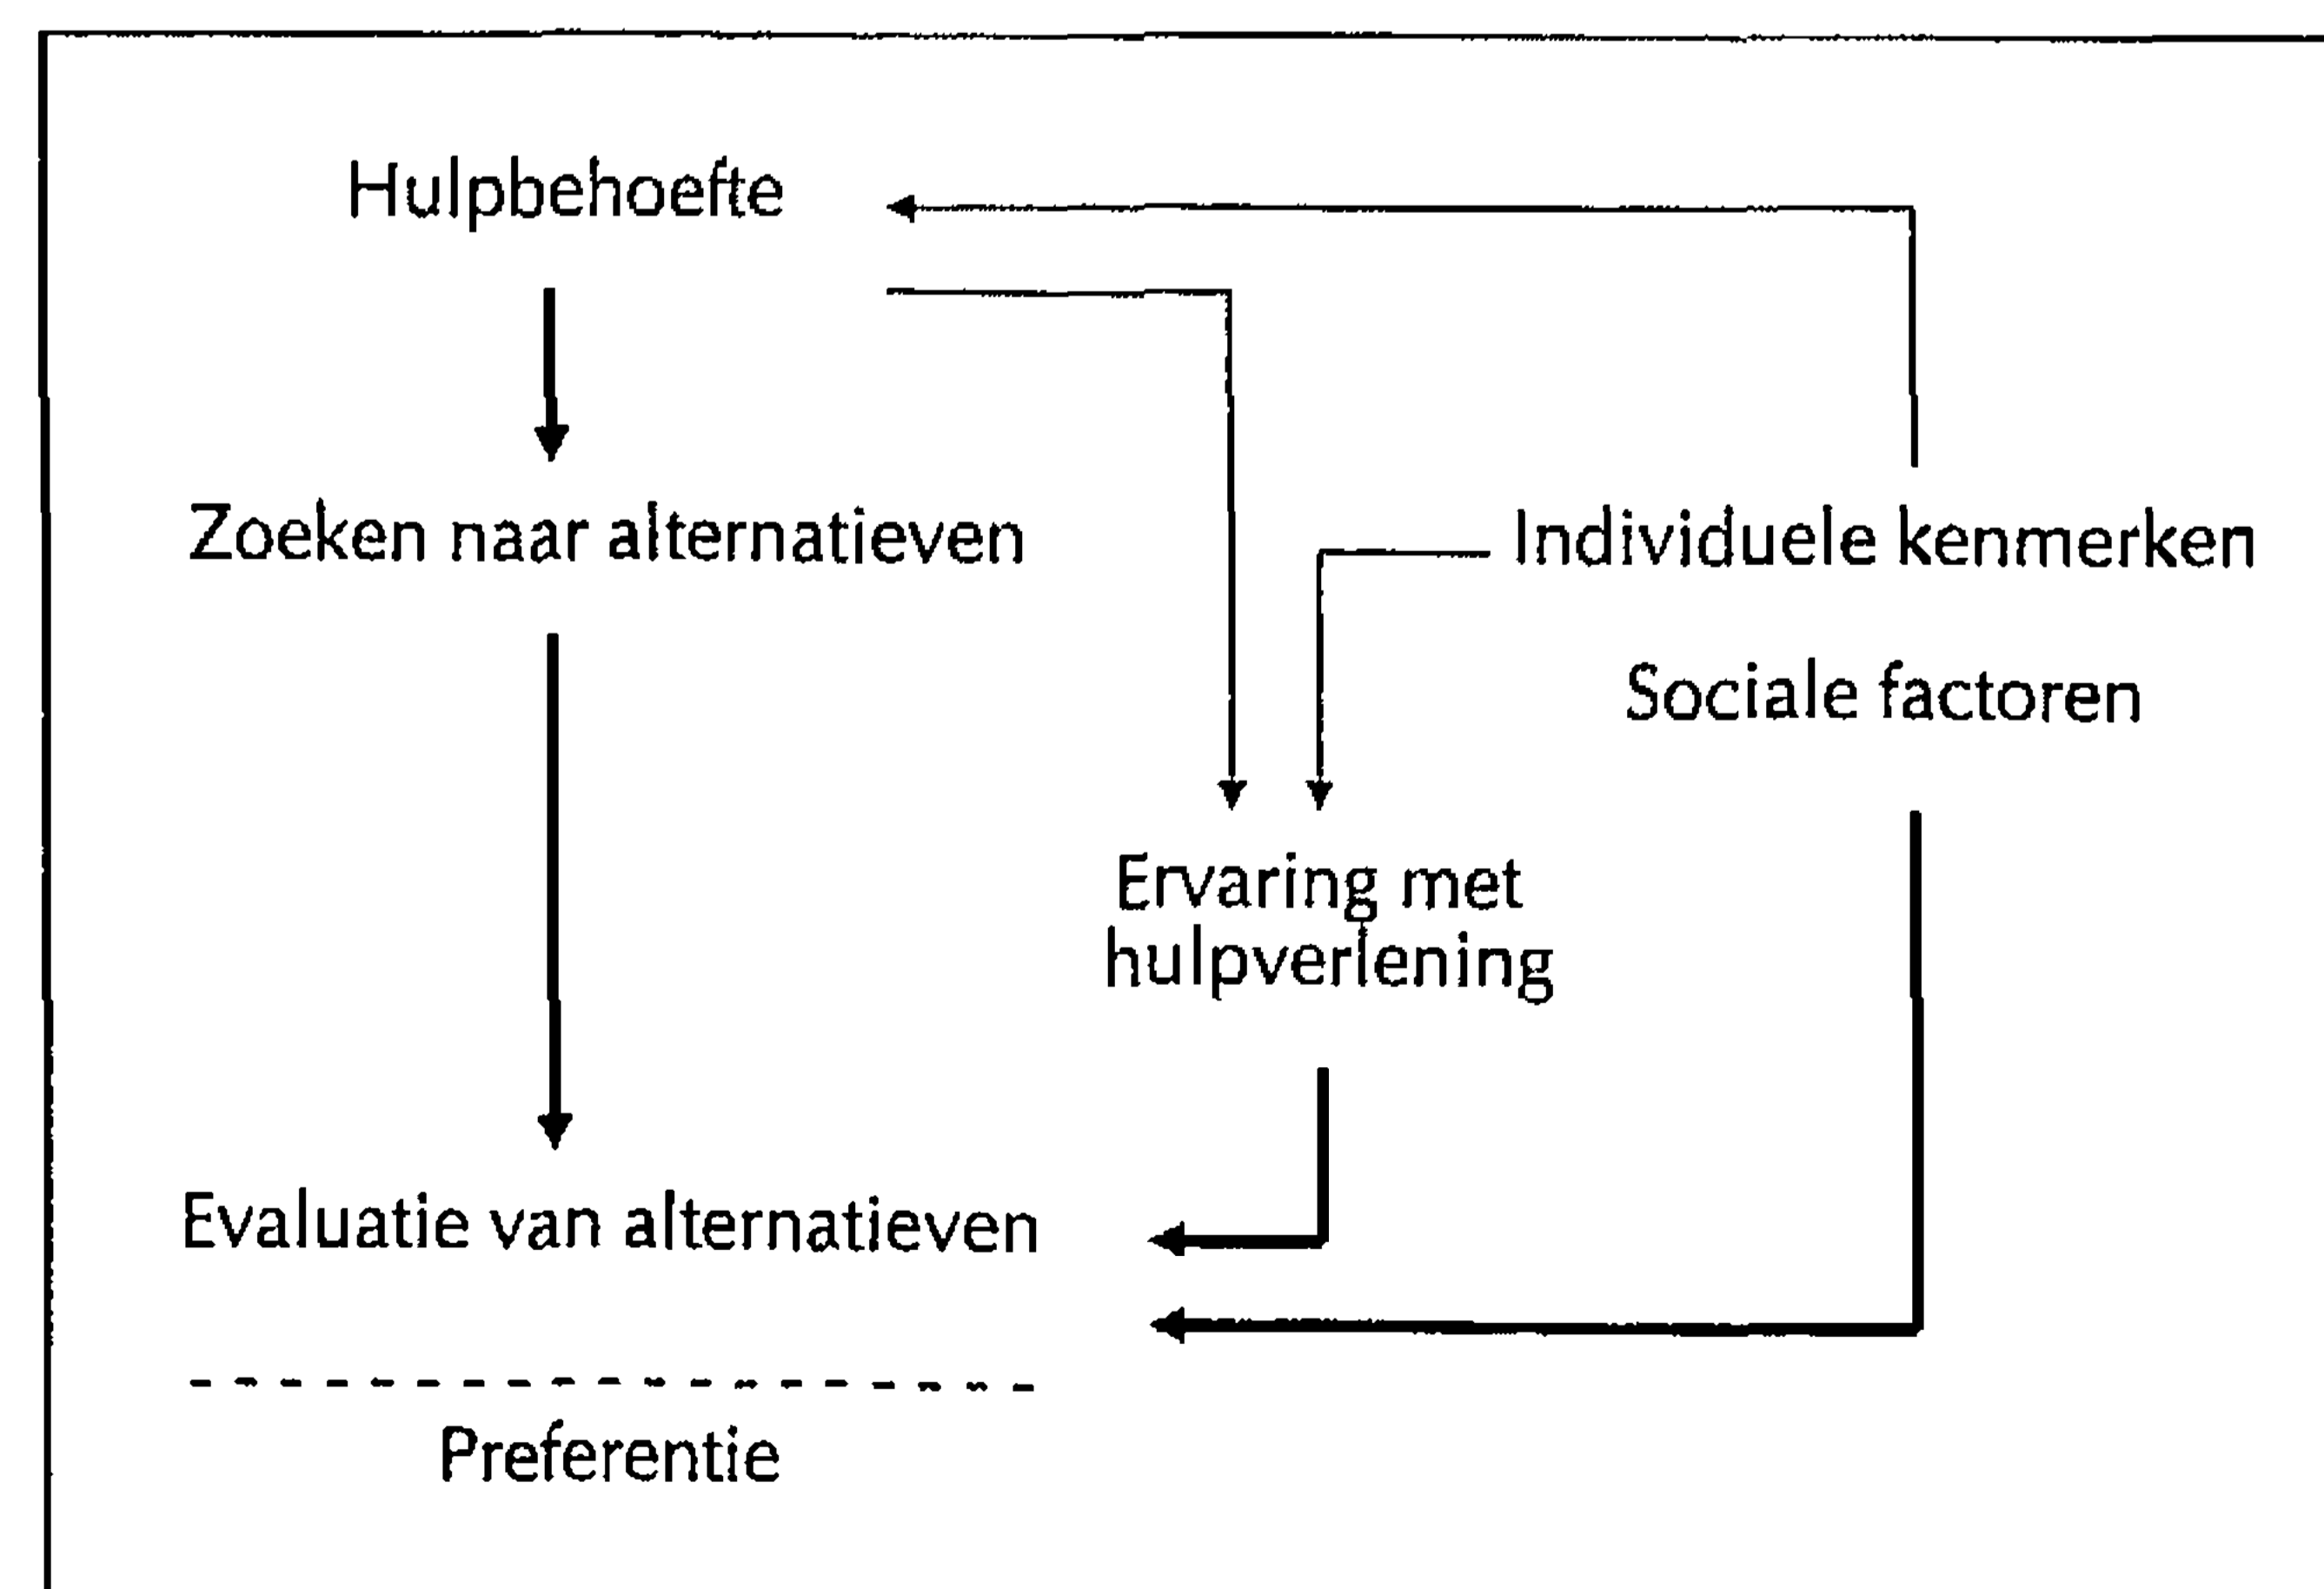 Hulpbehoefte
Zoeken naar alternatieven
Individuele kenmerken
Sociale factoren
Ervaring met
hulpverlening
Evaluatie van alternatieven
Preferentie